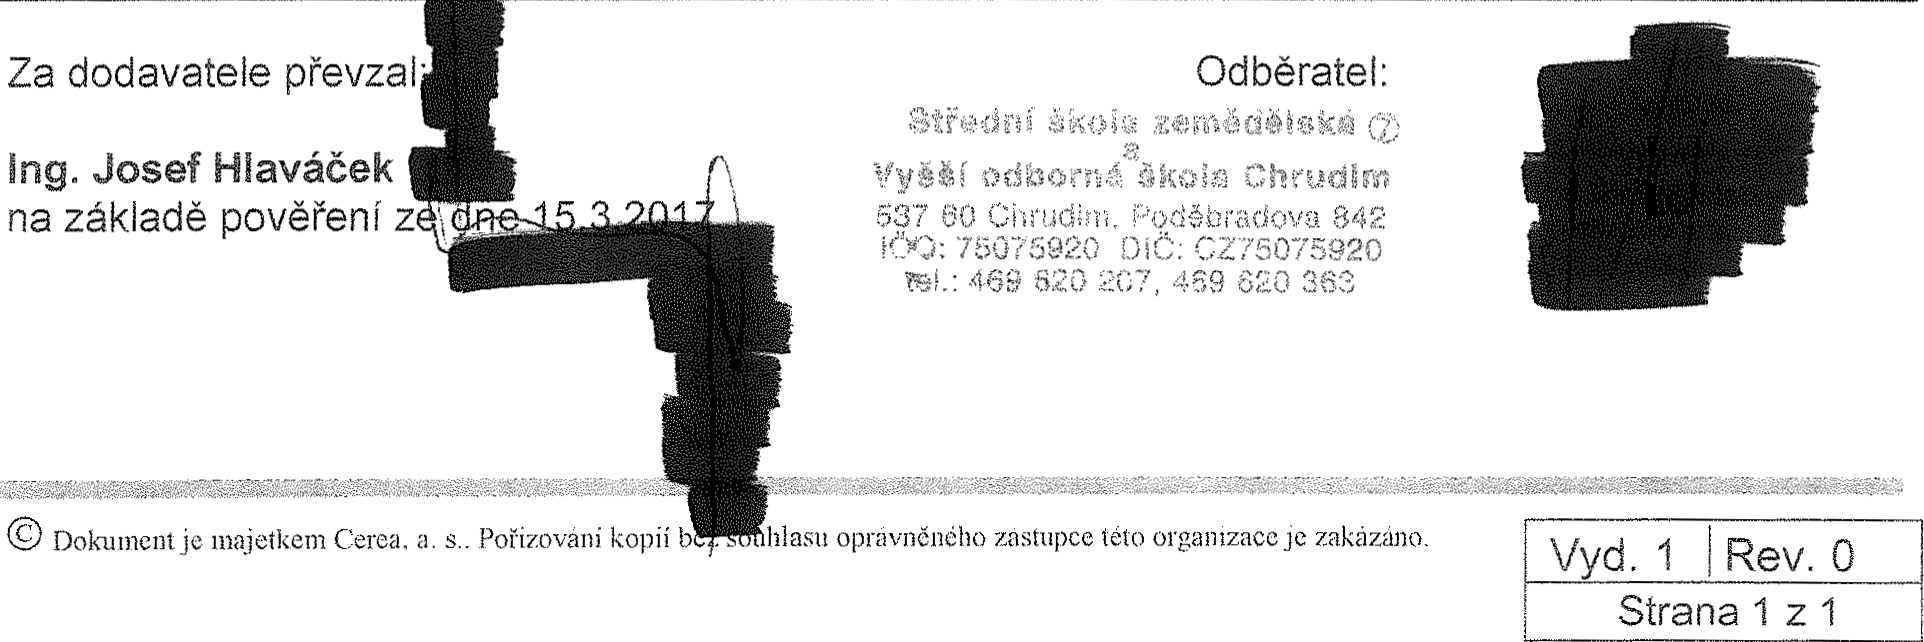 Za dodavatele převzal:
Ing. Josef Hlaváček
na základě pověření ze dne 15.3.2017
Odběratel:
Střední škola zemědělská 7
a
Vyšší odborná škola Chrudim
537 60 Chrudim, Poděbradova 842
IČO: 75075920 DIČ: CZ75075920
tel.: 469 620 207, 469 620 363
© Dokument je majetkem Cerea, a. s.. Pořizování kopií bez souhlasu oprávněného zástupce této organizace je zakázáno.
Vyd. 1 Rev. 0
Strana 1 z 1